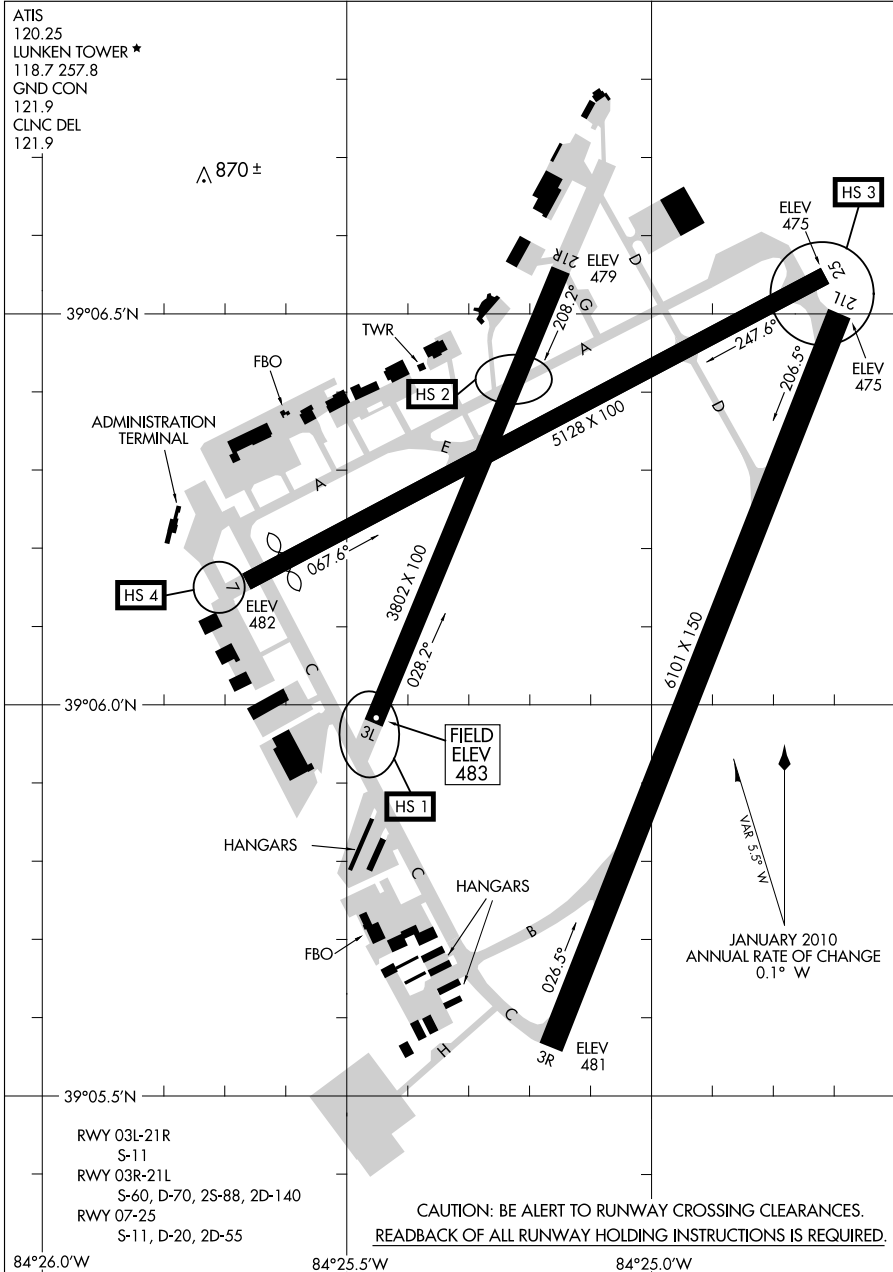 ATIS
120.25
LUNKEN TOWER ★
118.7 257.8
GND CON
121.9
CLNC DEL
121.9
870 ±
HS 3
ELEV
475
25
21L
D
21R
ELEV
479
39°06.5'N
208.2°
G
TWR
A
247.6°
206.5°
ELEV
475
FBO
HS 2
D
5128 X 100
ADMINISTRATION
TERMINAL
E
A
067.6°
3802 X 100
HS 4
7
ELEV
482
028.2°
6101 X 150
C
39°06.0'N
3L
FIELD
ELEV
483
HS 1
VAR 5.5° W
HANGARS
C
HANGARS
B
FBO
026.5°
JANUARY 2010
ANNUAL RATE OF CHANGE
0.1° W
C
H
3R
ELEV
481
39°05.5'N
RWY 03L-21R
S-11
RWY 03R-21L
S-60, D-70, 2S-88, 2D-140
RWY 07-25
S-11, D-20, 2D-55
CAUTION: BE ALERT TO RUNWAY CROSSING CLEARANCES.
READBACK OF ALL RUNWAY HOLDING INSTRUCTIONS IS REQUIRED.
84°26.0'W
84°25.5'W
84°25.0'W